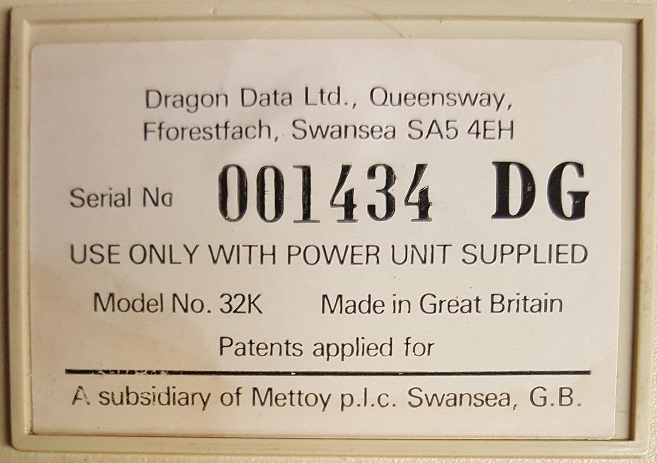 Dragon Data Ltd., Queensway,
Fforestfach, Swansea SA5 4EH
Serial No 001434 DG
USE ONLY WITH POWER UNIT SUPPLIED
Model No. 32K Made in Great Britain
Patents applied for
A subsidiary of Mettoy p.l.c. Swansea, G.B.